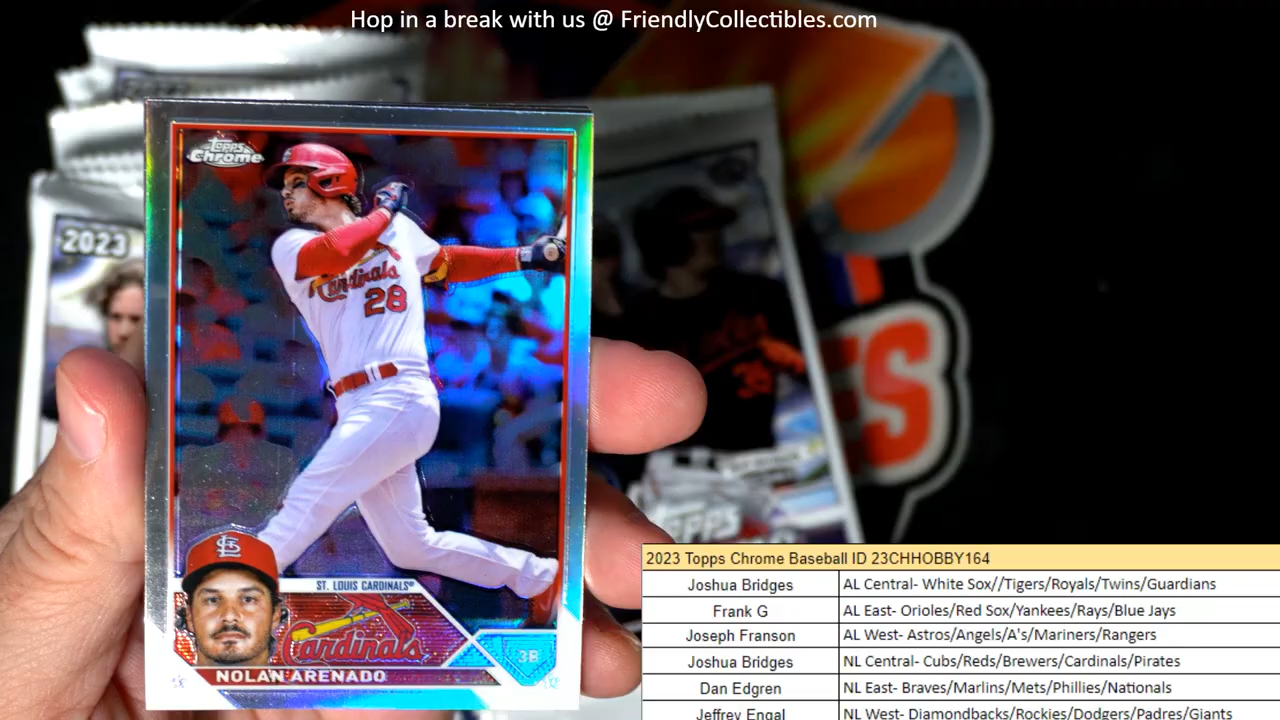 Hop in a break with us @ FriendlyCollectibles.com
Topps
Chrome
2023
Cardinals
28
ES
TOPPS
ST. LOUIS CARDINALS
Cardinals
3B
NOLAN ARENADO
2023 Topps Chrome Baseball ID 23CHHOBBY164
Joshua Bridges AL Central- White Sox//Tigers/Royals/Twins/Guardians
Frank G AL East- Orioles/Red Sox/Yankees/Rays/Blue Jays
Joseph Franson AL West- Astros/Angels/A's/Mariners/Rangers
Joshua Bridges NL Central- Cubs/Reds/Brewers/Cardinals/Pirates
Dan Edgren NL East- Braves/Marlins/Mets/Phillies/Nationals
Jeffrey Engal NL West- Diamondbacks/Rockies/Dodgers/Padres/Giants